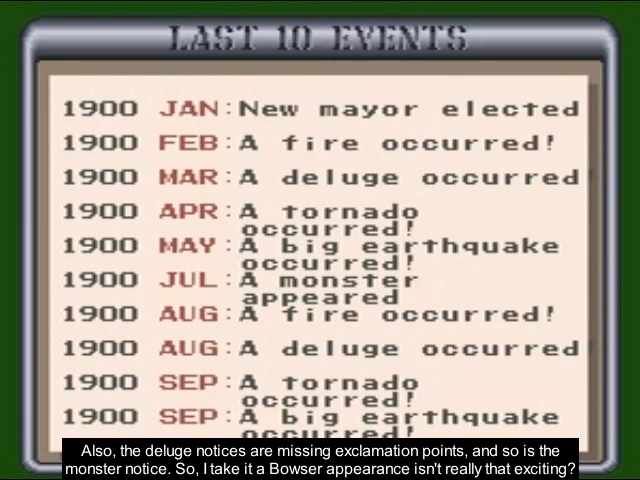 LAST 10 EVENTS
1900 JAN:New mayor elected
1900 FEB:A fire occurred!
1900 MAR:A deluge occurred
1900 APR:A tornado
occurred!
1900 MAY:A big earthquake
occurred!
1900 JUL:A monster
appeared
1900 AUG:A fire occurred!
1900 AUG:A deluge occurred
1900 SEP:A tornado
occurred!
1900 SEP:A big earthquake
occurred!
Also, the deluge notices are missing exclamation points, and so is the
monster notice. So, I take it a Bowser appearance isn't really that exciting?